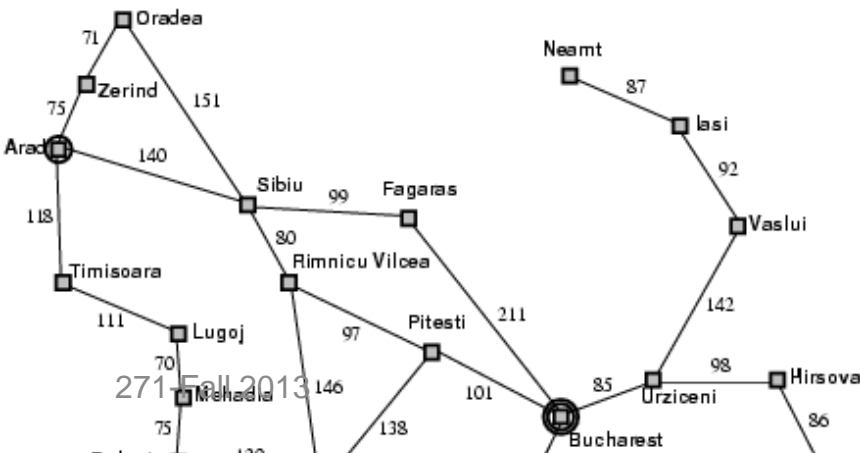 Oradea
71
Neamt
Zerind
87
75
151
Iasi
Arad
140
92
Sibiu
99
Fagaras
118
80
Vaslui
Rimnicu Vilcea
Timisoara
111
211
142
Pitesti
Lugoj
97
70
98
271-Fall 2013
Mehadia
146
101
85
Urziceni
Hirsova
75
138
86
Bucharest